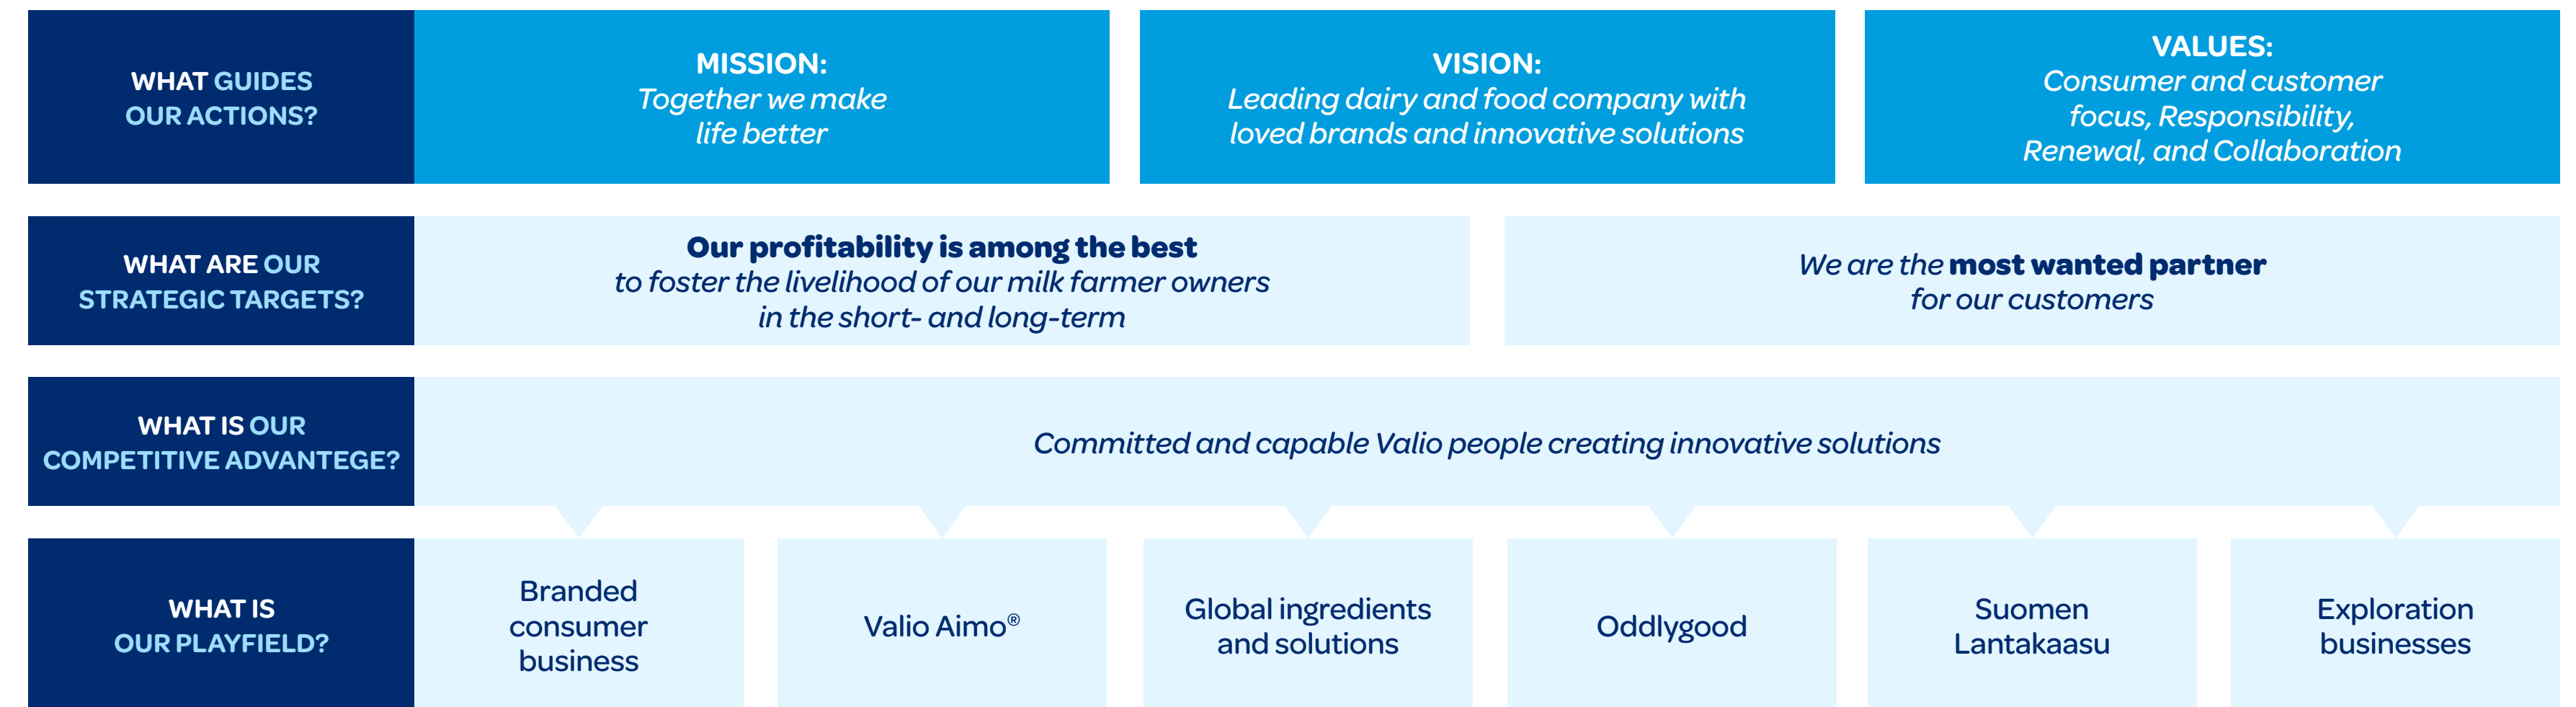 WHAT GUIDES
OUR ACTIONS?
MISSION:
Together we make
life better
VISION:
Leading dairy and food company with
loved brands and innovative solutions
VALUES:
Consumer and customer
focus, Responsibility,
Renewal, and Collaboration
WHAT ARE OUR
STRATEGIC TARGETS?
Our profitability is among the best
to foster the livelihood of our milk farmer owners
in the short- and long-term
We are the most wanted partner
for our customers
WHAT IS OUR
COMPETITIVE ADVANTEGE?
Committed and capable Valio people creating innovative solutions
WHAT IS
OUR PLAYFIELD?
Branded
consumer
business
Valio Aimo®
Global ingredients
and solutions
Oddlygood
Suomen
Lantakaasu
Exploration
businesses